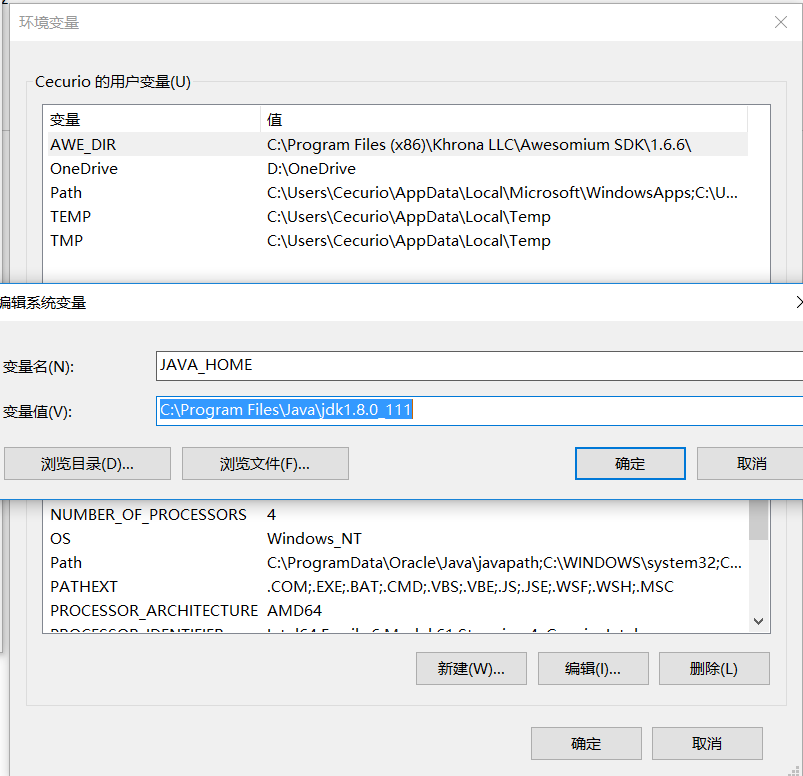 环境变量
Cecurio 的用户变量(U)
变量 值
AWE_DIR C:\Program Files (x86)\Khrona LLC\Awesomium SDK\1.6.6\
OneDrive D:\OneDrive
Path C:\Users\Cecurio\AppData\Local\Microsoft\WindowsApps;C:\U...
TEMP C:\Users\Cecurio\AppData\Local\Temp
TMP C:\Users\Cecurio\AppData\Local\Temp
编辑系统变量
变量名(N): JAVA_HOME
变量值(V): C:\Program Files\Java\jdk1.8.0_111
浏览目录(D)... 浏览文件(F)... 确定 取消
NUMBER_OF_PROCESSORS 4
OS Windows_NT
Path C:\ProgramData\Oracle\Java\javapath;C:\WINDOWS\system32;C...
PATHEXT .COM;.EXE;.BAT;.CMD;.VBS;.VBE;.JS;.JSE;.WSF;.WSH;.MSC
PROCESSOR_ARCHITECTURE AMD64
新建(W)... 编辑(I)... 删除(L)
确定 取消